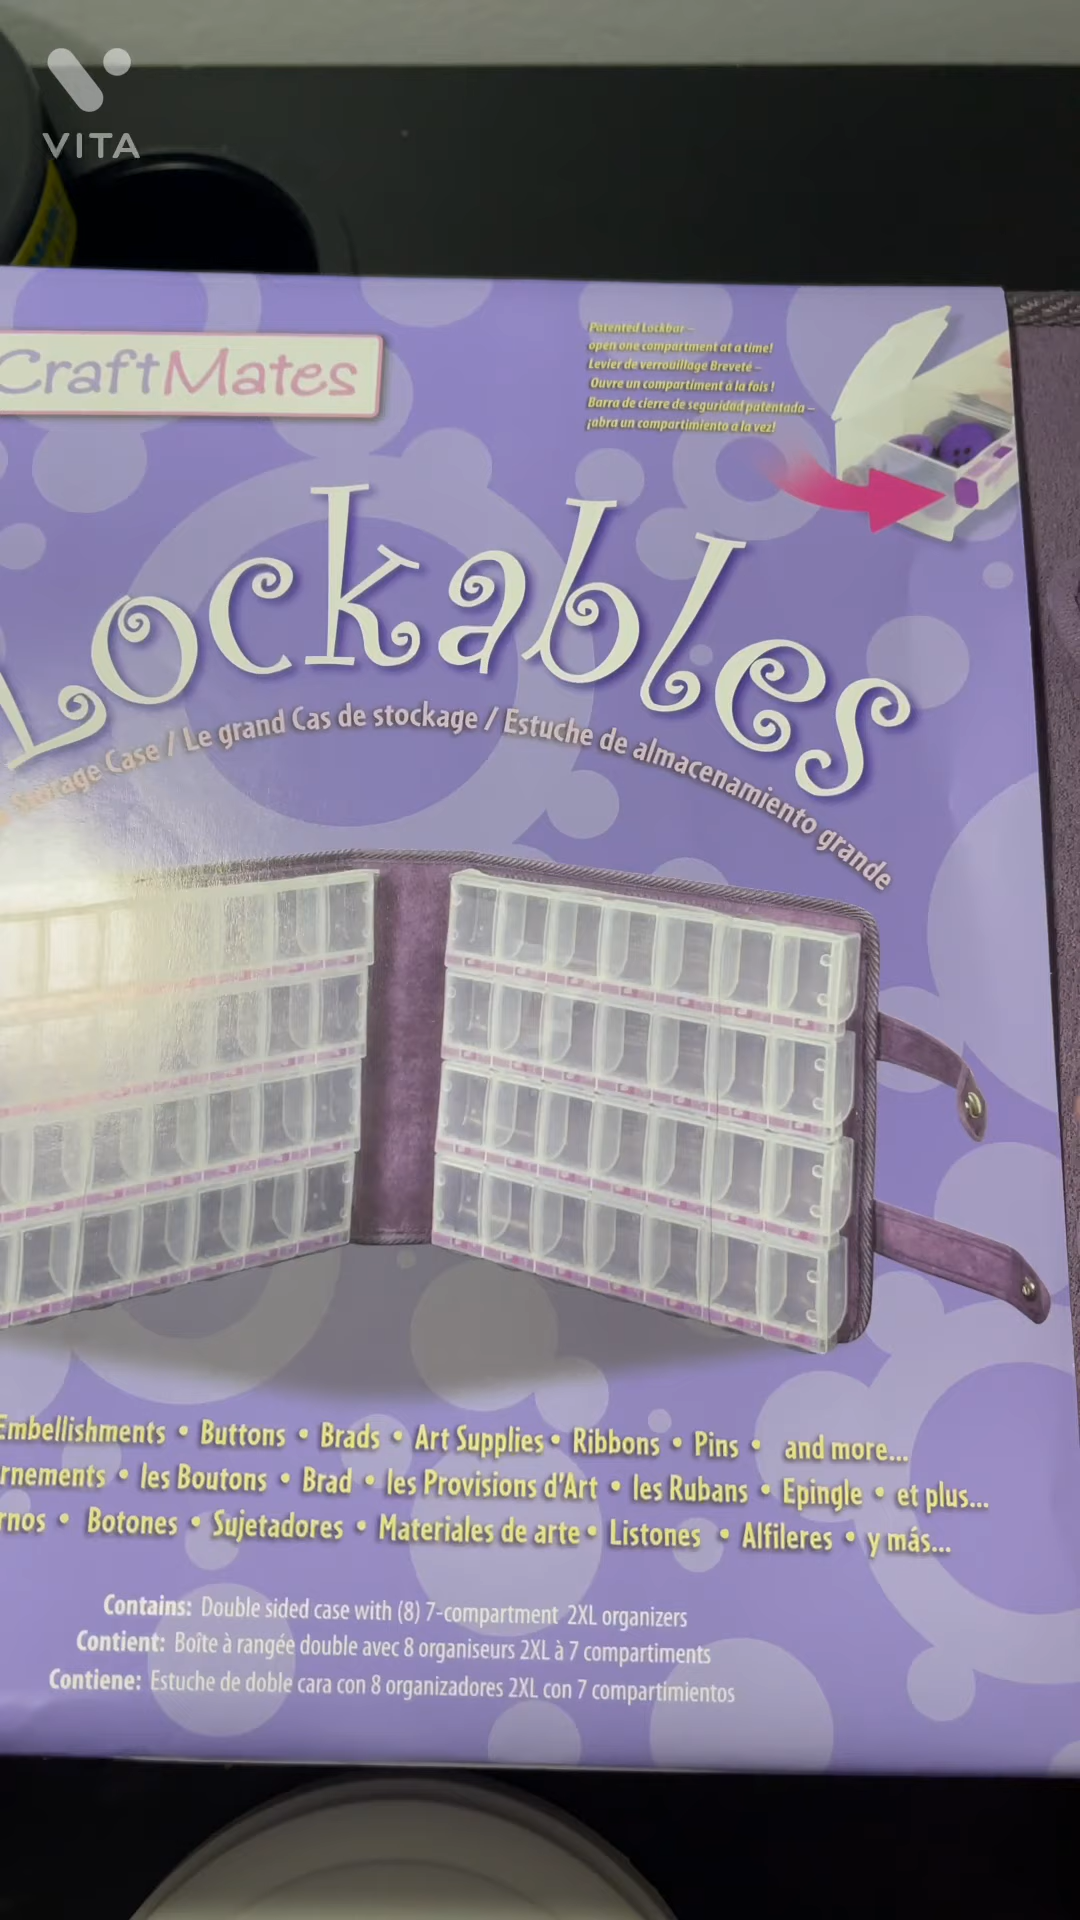 VITA
CraftMates
Patented Lockbar –
open one compartment at a time!
Levier de verrouillage Breveté –
Ouvre un compartiment à la fois !
Barra de cierre de seguridad patentada –
¡abra un compartimiento a la vez!
Lockables
Storage Case / Le grand Cas de stockage / Estuche de almacenamiento grande
Embellishments • Buttons • Brads • Art Supplies • Ribbons • Pins • and more...
rnements • les Boutons • Brad • les Provisions d'Art • les Rubans • Epingle • et plus...
rnos • Botones • Sujetadores • Materiales de arte • Listones • Alfileres • y más...
Contains: Double sided case with (8) 7-compartment 2XL organizers
Contient: Boîte à rangée double avec 8 organiseurs 2XL à 7 compartiments
Contiene: Estuche de doble cara con 8 organizadores 2XL con 7 compartimientos